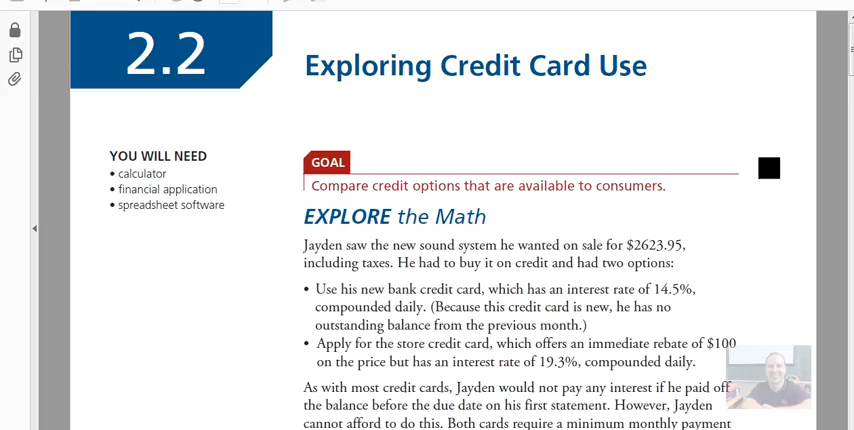 2.2
Exploring Credit Card Use
YOU WILL NEED
• calculator
• financial application
• spreadsheet software
GOAL
Compare credit options that are available to consumers.
EXPLORE the Math
Jayden saw the new sound system he wanted on sale for $2623.95,
including taxes. He had to buy it on credit and had two options:
• Use his new bank credit card, which has an interest rate of 14.5%,
compounded daily. (Because this credit card is new, he has no
outstanding balance from the previous month.)
• Apply for the store credit card, which offers an immediate rebate of $100
on the price but has an interest rate of 19.3%, compounded daily.
As with most credit cards, Jayden would not pay any interest if he paid off
the balance before the due date on his first statement. However, Jayden
cannot afford to do this. Both cards require a minimum monthly payment